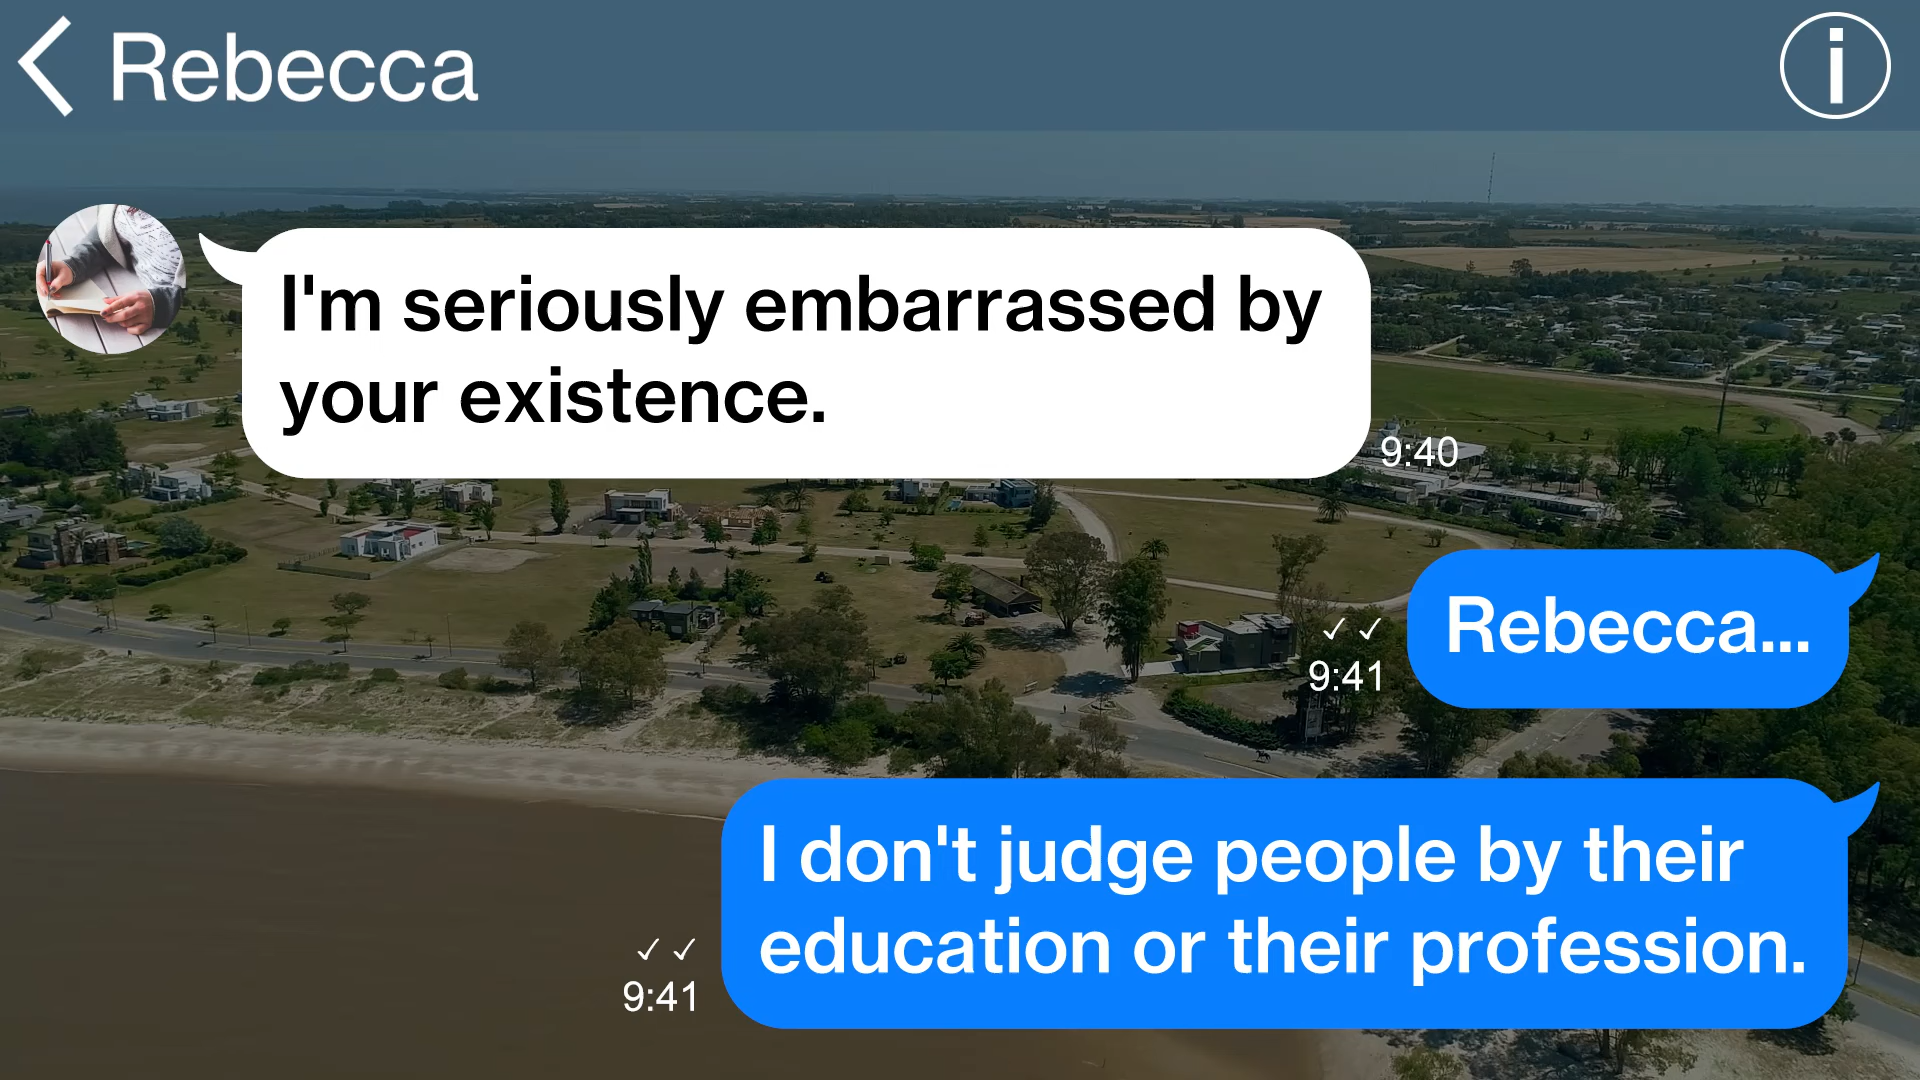 Rebecca
I'm seriously embarrassed by
your existence.
9:40
Rebecca...
9:41
I don't judge people by their
education or their profession.
9:41